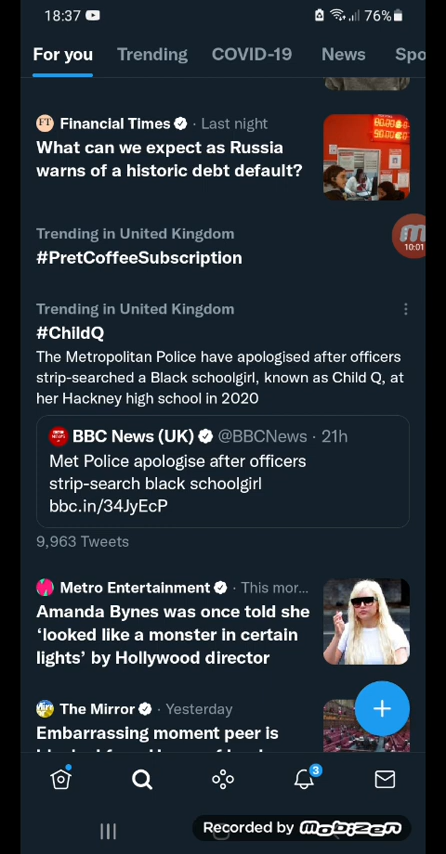 18:37 76%
For you Trending COVID-19 News Spo
Financial Times · Last night
What can we expect as Russia
warns of a historic debt default?
Trending in United Kingdom
#PretCoffeeSubscription
10:01
Trending in United Kingdom
#ChildQ
The Metropolitan Police have apologised after officers
strip-searched a Black schoolgirl, known as Child Q, at
her Hackney high school in 2020
BBC News (UK) @BBCNews · 21h
Met Police apologise after officers
strip-search black schoolgirl
bbc.in/34JyEcP
9,963 Tweets
Metro Entertainment · This mor...
Amanda Bynes was once told she
‘looked like a monster in certain
lights’ by Hollywood director
The Mirror · Yesterday
Embarrassing moment peer is
3
Recorded by Mobizen